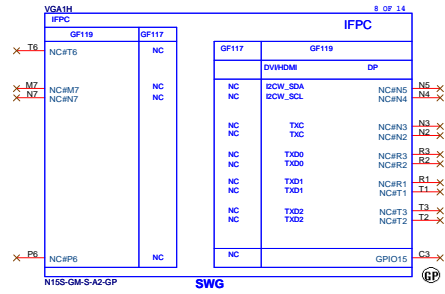 VGA1H 8 OF 14
IFPC IFPC
GF119 GF117 GF117 GF119
DVI/HDMI DP
T6 NC#T6 NC
M7 NC#M7 NC NC I2CW_SDA NC#N5 N5
N7 NC#N7 NC NC I2CW_SCL NC#N4 N4
NC TXC NC#N3 N3
NC TXC NC#N2 N2
NC TXD0 NC#R3 R3
NC TXD0 NC#R2 R2
NC TXD1 NC#R1 R1
NC TXD1 NC#T1 T1
NC TXD2 NC#T3 T3
NC TXD2 NC#T2 T2
P6 NC#P6 NC NC GPIO15 C3
N15S-GM-S-A2-GP SWG GP